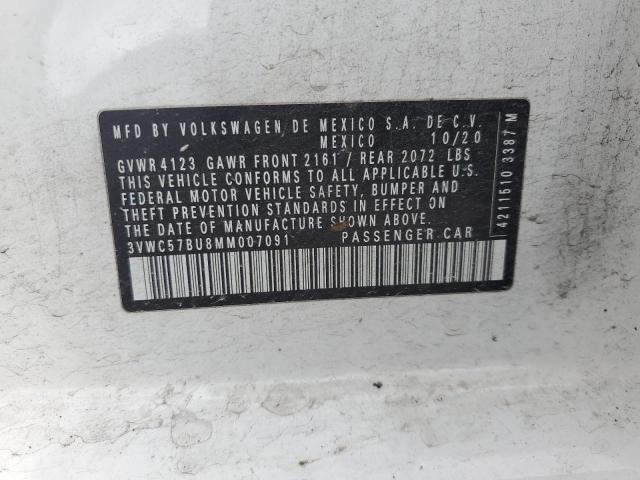 MFD BY VOLKSWAGEN DE MEXICO S.A. DE C.V.
MEXICO 10/20
GVWR 4123 GAWR FRONT 2161 / REAR 2072 LBS
THIS VEHICLE CONFORMS TO ALL APPLICABLE U.S.
FEDERAL MOTOR VEHICLE SAFETY, BUMPER AND
THEFT PREVENTION STANDARDS IN EFFECT ON
THE DATE OF MANUFACTURE SHOWN ABOVE
3VWC57BU8MM007091 PASSENGER CAR
42111510 3387 M